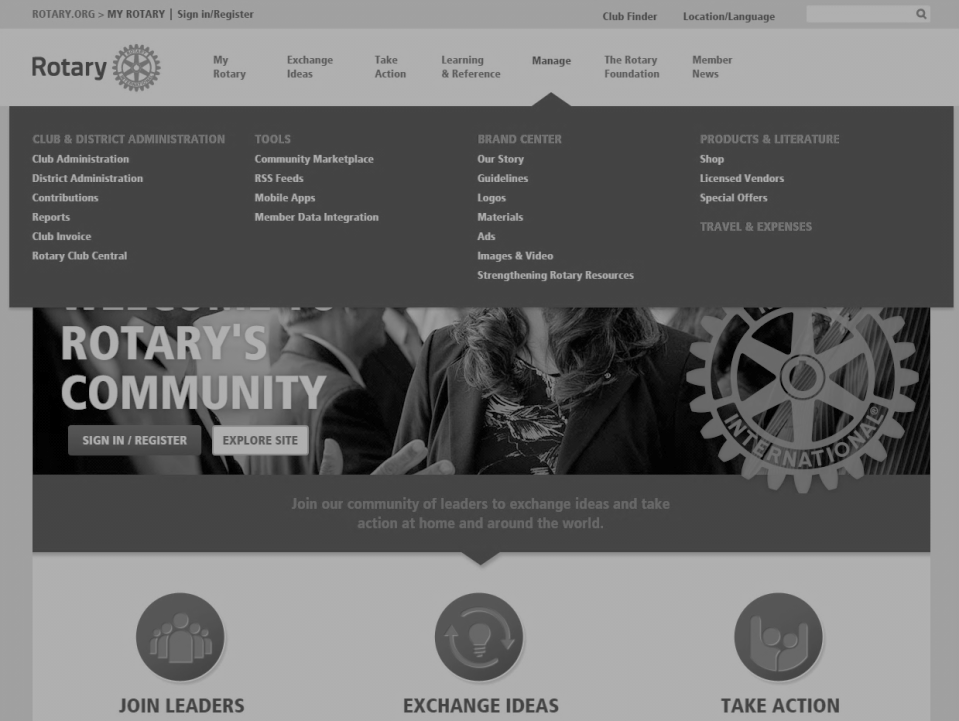 ROTARY.ORG > MY ROTARY | Sign in/Register
Club Finder
Location/Language
Rotary
My
Rotary
Exchange
Ideas
Take
Action
Learning
& Reference
Manage
The Rotary
Foundation
Member
News
CLUB & DISTRICT ADMINISTRATION
Club Administration
District Administration
Contributions
Reports
Club Invoice
Rotary Club Central
TOOLS
Community Marketplace
RSS Feeds
Mobile Apps
Member Data Integration
BRAND CENTER
Our Story
Guidelines
Logos
Materials
Ads
Images & Video
Strengthening Rotary Resources
PRODUCTS & LITERATURE
Shop
Licensed Vendors
Special Offers
TRAVEL & EXPENSES
WELCOME TO
ROTARY'S
COMMUNITY
SIGN IN / REGISTER
EXPLORE SITE
INTERNATIONAL
®
Join our community of leaders to exchange ideas and take
action at home and around the world.
JOIN LEADERS
EXCHANGE IDEAS
TAKE ACTION